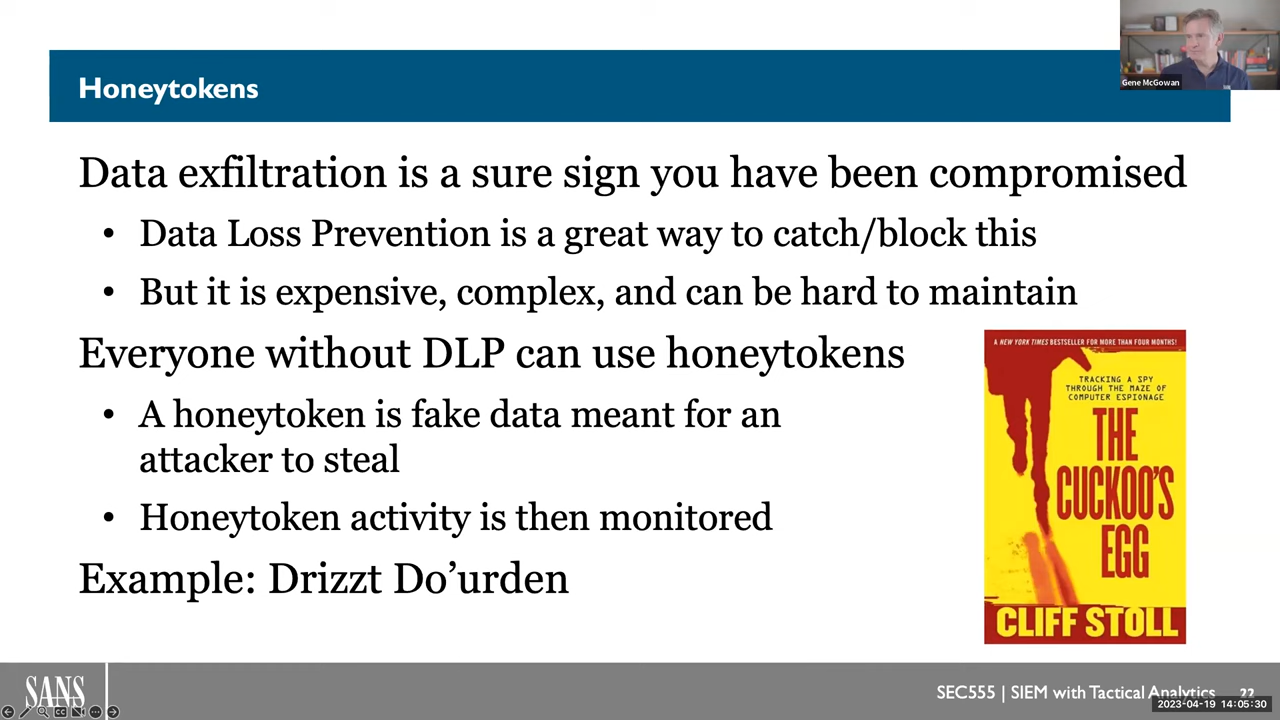 Honeytokens
Gene McGowan
Data exfiltration is a sure sign you have been compromised
• Data Loss Prevention is a great way to catch/block this
• But it is expensive, complex, and can be hard to maintain
Everyone without DLP can use honeytokens
• A honeytoken is fake data meant for an
attacker to steal
• Honeytoken activity is then monitored
Example: Drizzt Do’urden
A NEW YORK TIMES BESTSELLER FOR MORE THAN FOUR MONTHS!
TRACKING A SPY
THROUGH THE MAZE OF
COMPUTER ESPIONAGE
THE
CUCKOO'S
EGG
CLIFF STOLL
SANS
SEC555 | SIEM with Tactical Analytics 22
2023-04-19 14:05:30